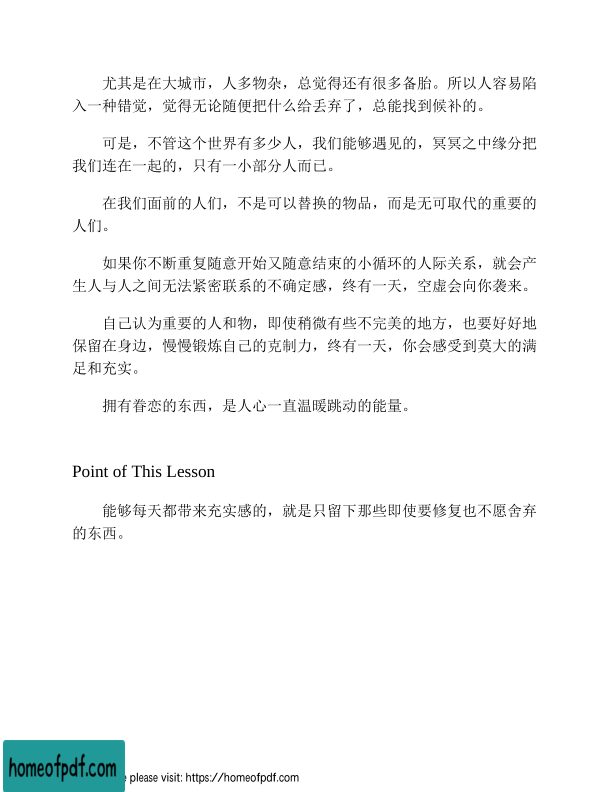 尤其是在大城市，人多物杂，总觉得还有很多备胎。所以人容易陷
入一种错觉，觉得无论随便把什么给丢弃了，总能找到候补的。
可是，不管这个世界有多少人，我们能够遇见的，冥冥之中缘分把
我们连在一起的，只有一小部分人而已。
在我们面前的人们，不是可以替换的物品，而是无可取代的重要的
人们。
如果你不断重复随意开始又随意结束的小循环的人际关系，就会产
生人与人之间无法紧密联系的不确定感，终有一天，空虚会向你袭来。
自己认为重要的人和物，即使稍微有些不完美的地方，也要好好地
保留在身边，慢慢锻炼自己的克制力，终有一天，你会感受到莫大的满
足和充实。
拥有眷恋的东西，是人心一直温暖跳动的能量。
Point of This Lesson
能够每天都带来充实感的，就是只留下那些即使要修复也不愿舍弃
的东西。
homeofpdf.com
please visit: https://homeofpdf.com